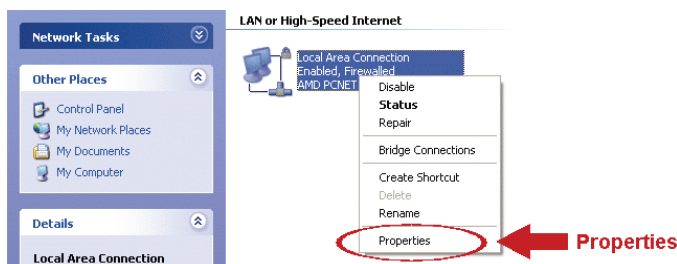 Network Tasks
Other Places
Control Panel
My Network Places
My Documents
My Computer
Details
Local Area Connection
LAN or High-Speed Internet
Local Area Connection
Enabled, Firewalled
AMD PCNET
Disable
Status
Repair
Bridge Connections
Create Shortcut
Delete
Rename
Properties
Properties